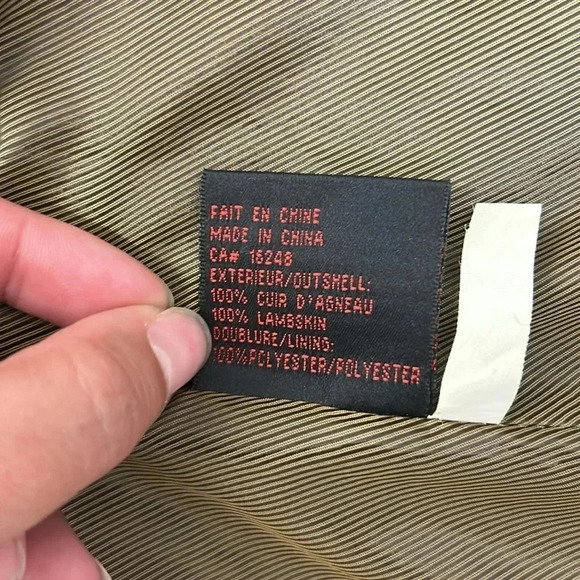 FAIT EN CHINE
MADE IN CHINA
CA# 16248
EXTERIEUR/OUTSHELL:
100% CUIR D'AGNEAU
100% LAMBSKIN
DOUBLURE/LINING:
100%POLYESTER/POLYESTER